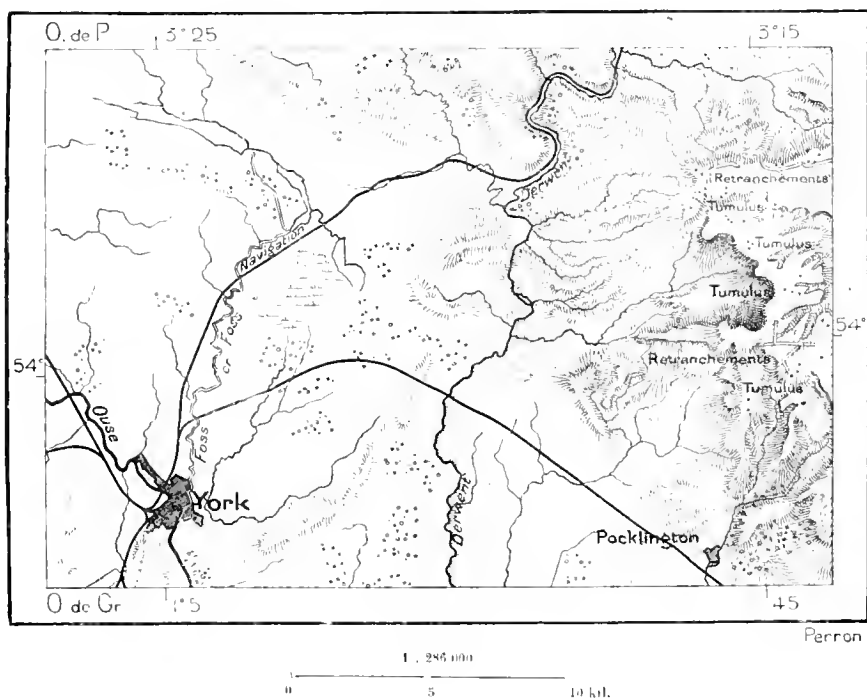 O. de P. 3°25 3°15
Retranchements
Derwent
Tumulus
Tumulus
Navigation
Tumulus
or Foss
54°
Retranchements
54°
Tumulus
Ouse
Foss
York
Derwent
Pocklington
O de Gr. 1°5 45
Perron
1 : 286 000
0 5 10 kil.